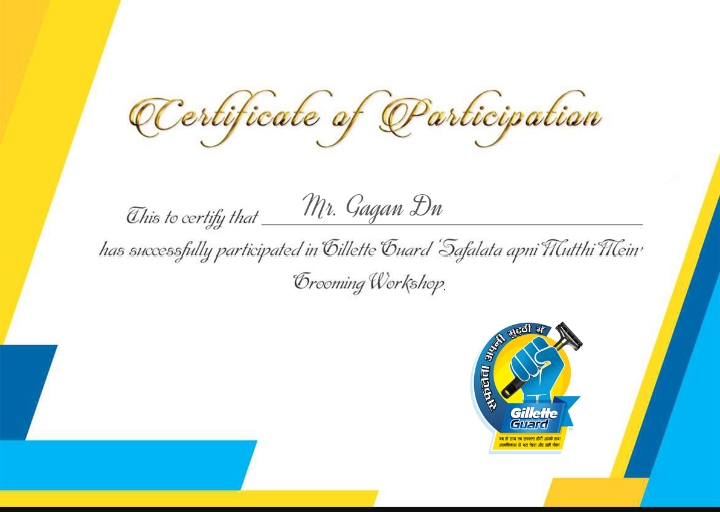 Certificate of Participation
This to certify that Mr. Gagan Dn
has successfully participated in Gillette Guard 'Safalata apni Mutthi Mein'
Grooming Workshop.
सफलता अपनी मुट्ठी में
Gillette
Guard